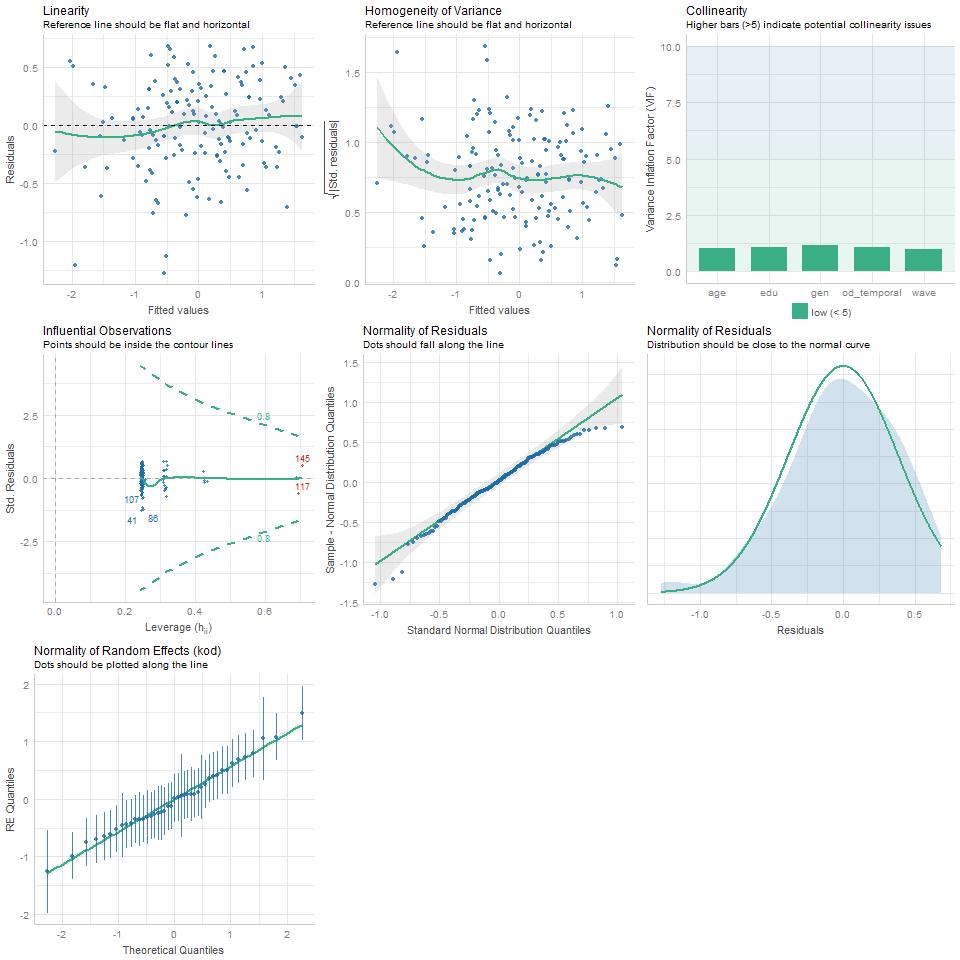 Linearity
Reference line should be flat and horizontal
Residuals
0.5
0.0
-0.5
-1.0
-2
-1
0
1
Fitted values
Homogeneity of Variance
Reference line should be flat and horizontal
√|Std. residuals|
1.5
1.0
0.5
0.0
-2
-1
0
1
Fitted values
Collinearity
Higher bars (>5) indicate potential collinearity issues
Variance Inflation Factor (VIF)
10.0
7.5
5.0
2.5
0.0
age
edu
gen
od_temporal
wave
low (< 5)
Influential Observations
Points should be inside the contour lines
Std. Residuals
2.5
0.0
-2.5
0.8
145
117
107
41
86
0.8
0.0
0.2
0.4
0.6
Leverage (hii)
Normality of Residuals
Dots should fall along the line
Sample - Normal Distribution Quantiles
1.5
1.0
0.5
0.0
-0.5
-1.0
-1.5
-1.0
-0.5
0.0
0.5
1.0
Standard Normal Distribution Quantiles
Normality of Residuals
Distribution should be close to the normal curve
-1.0
-0.5
0.0
0.5
Residuals
Normality of Random Effects (kod)
Dots should be plotted along the line
RE Quantiles
2
1
0
-1
-2
-2
-1
0
1
2
Theoretical Quantiles